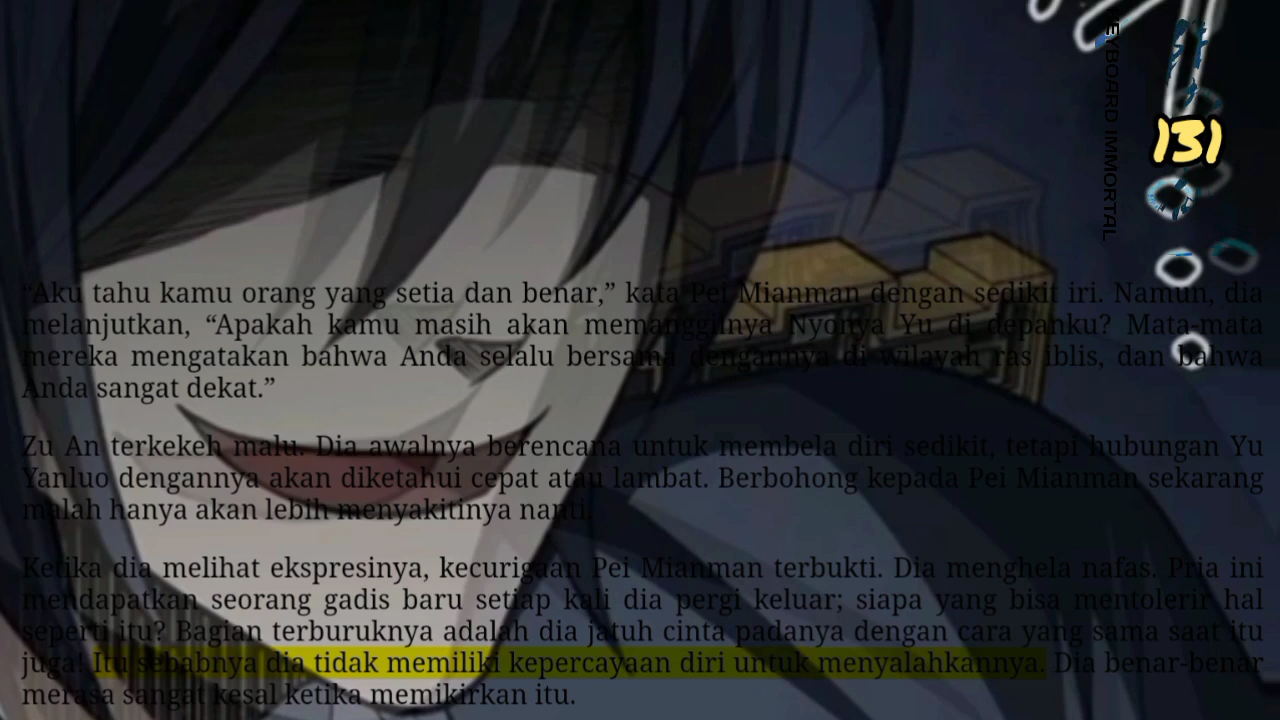 EYBOARD IMMORTAL
131
“Aku tahu kamu orang yang setia dan benar,” kata Pei Mianman dengan sedikit iri. Namun, dia
melanjutkan, “Apakah kamu masih akan memanggilnya Nyonya Yu di depanku? Mata-mata
mereka mengatakan bahwa Anda selalu bersama dengannya di wilayah ras iblis, dan bahwa
Anda sangat dekat.”
Zu An terkekeh malu. Dia awalnya berencana untuk membela diri sedikit, tetapi hubungan Yu
Yanluo dengannya akan diketahui cepat atau lambat. Berbohong kepada Pei Mianman sekarang
malah hanya akan lebih menyakitinya nanti.
Ketika dia melihat ekspresinya, kecurigaan Pei Mianman terbukti. Dia menghela nafas. Pria ini
mendapatkan seorang gadis baru setiap kali dia pergi keluar; siapa yang bisa mentolerir hal
seperti itu? Bagian terburuknya adalah dia jatuh cinta padanya dengan cara yang sama saat itu
juga! Itu sebabnya dia tidak memiliki kepercayaan diri untuk menyalahkannya. Dia benar-benar
merasa sangat kesal ketika memikirkan itu.